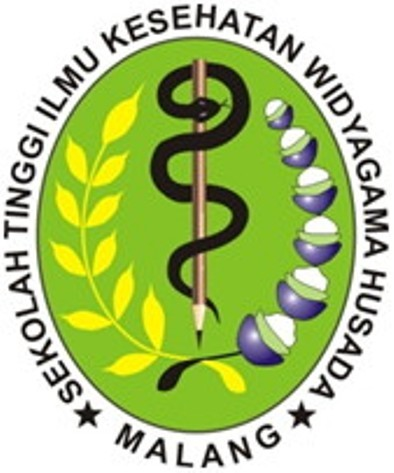 SEKOLAH TINGGI ILMU KESEHATAN WIDYAGAMA HUSADA
MALANG